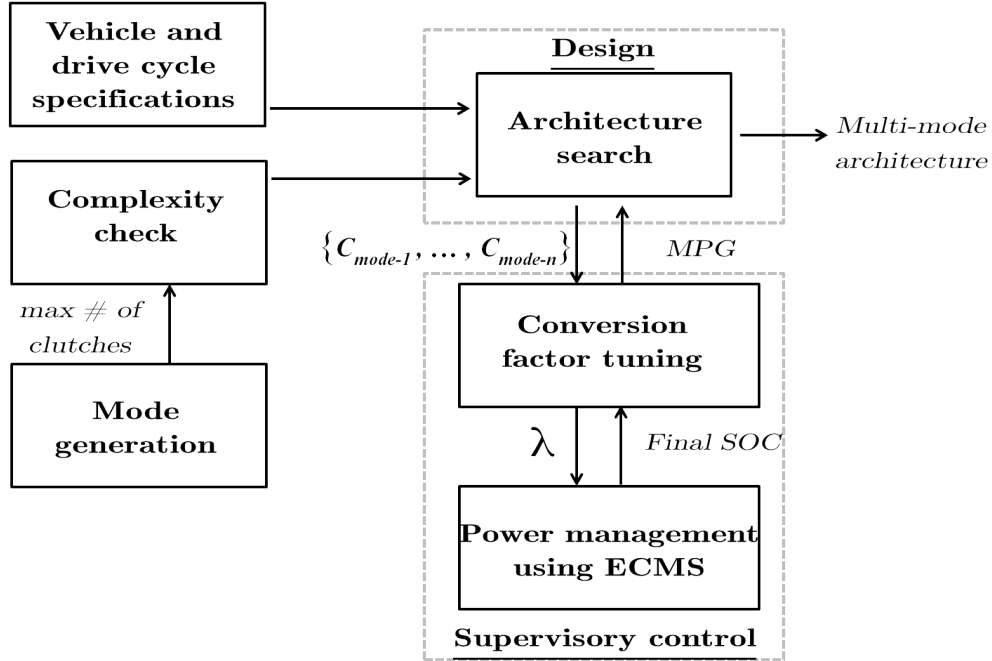 Vehicle and
drive cycle
specifications
Design
Architecture
search
Multi-mode
architecture
Complexity
check
{C_mode-1, ... , C_mode-n}
MPG
max # of
clutches
Conversion
factor tuning
Mode
generation
λ
Final SOC
Power management
using ECMS
Supervisory control